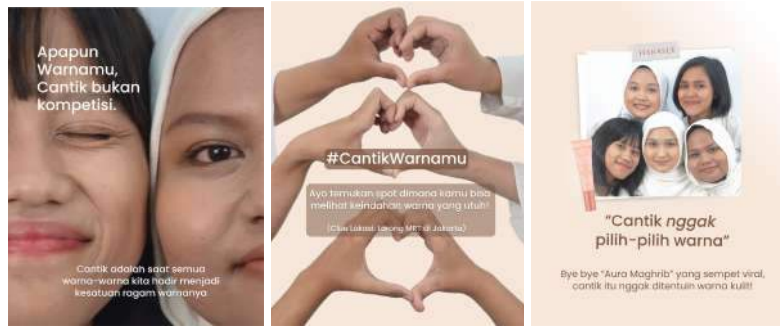 Apapun
Warnamu,
Cantik bukan
kompetisi.
Cantik adalah saat semua
warna-warna kita hadir menjadi
kesatuan ragam warnanya
#CantikWarnamu
Ayo temukan spot dimana kamu bisa
melihat keindahan warna yang utuh!
(Clue Lokasi: Lorong MRT di Jakarta)
"Cantik nggak
pilih-pilih warna"
Bye bye "Aura Maghrib" yang sempet viral,
cantik itu nggak ditentuin warna kulit!